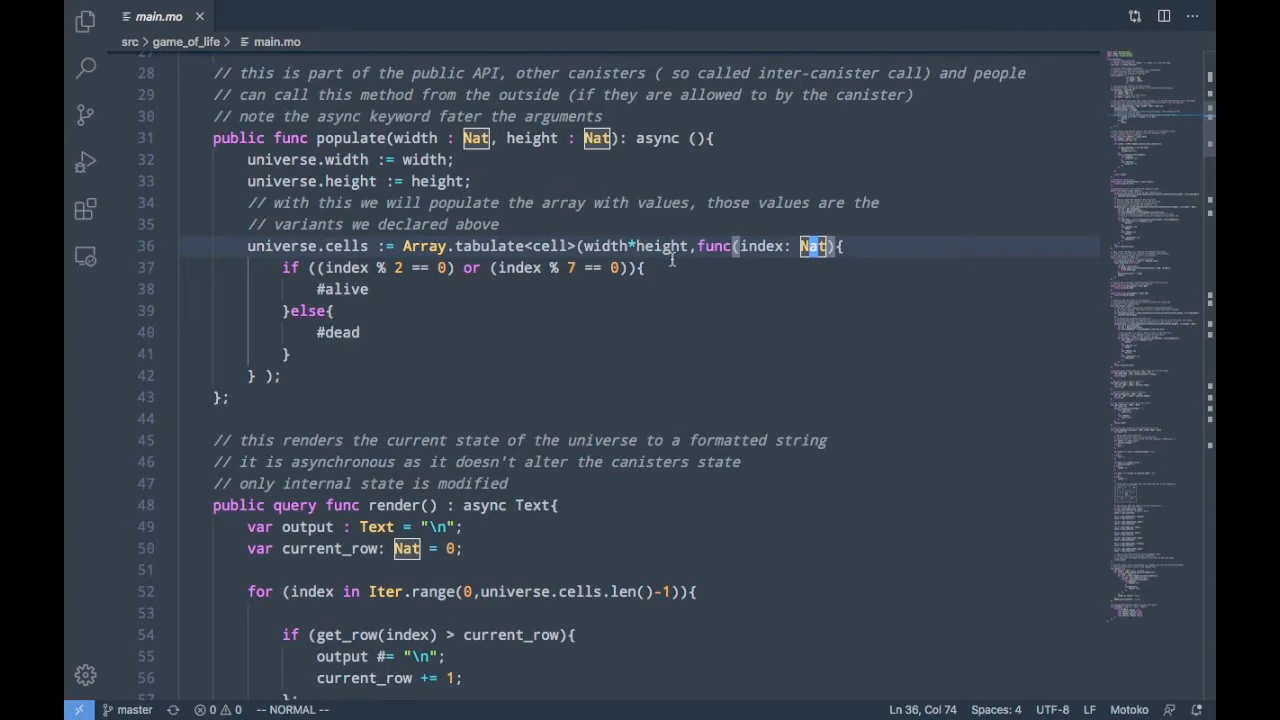 main.mo
src > game_of_life > main.mo
27
28 // this is part of the public API, other canisters ( so called inter-canister call) and people
29 // can call this method from the outside (if they are allowed to by the canister)
30 // note the async keyword fater the arguments
31 public func populate(width : Nat, height : Nat): async (){
32 universe.width := width;
33 universe.height := height;
34 // with this we will populate the array with values, those values are the
35 // variants we declared above
36 universe.cells := Array.tabulate<cell>(width*height,func(index: Nat){
37 if ((index % 2 == 0) or (index % 7 == 0)){
38 #alive
39 }else{
40 #dead
41 }
42 } );
43 };
44
45 // this renders the current state of the universe to a formatted string
46 // it is asynchronous as it doesn't alter the canisters state
47 // only internal state is modified
48 public query func render() : async Text{
49 var output : Text = "\n";
50 var current_row: Nat = 0;
51
52 for (index in Iter.range(0,universe.cells.len()-1)){
53
54 if (get_row(index) > current_row){
55 output #= "\n";
56 current_row += 1;
57 };
master 0 0 -- NORMAL -- Ln 36, Col 74 Spaces: 4 UTF-8 LF Motoko